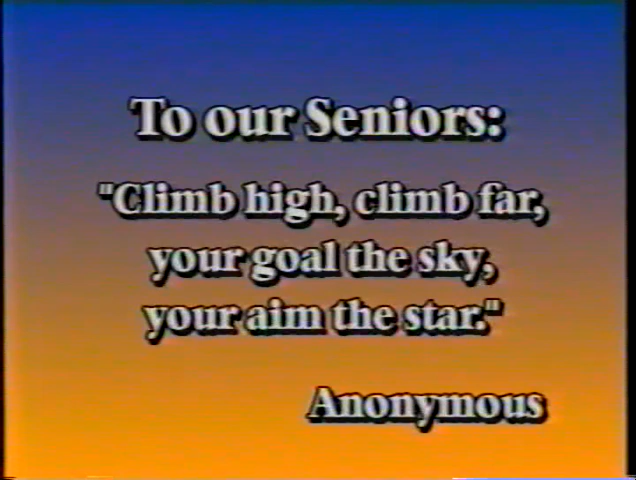 To our Seniors:
"Climb high, climb far,
your goal the sky,
your aim the star."
Anonymous